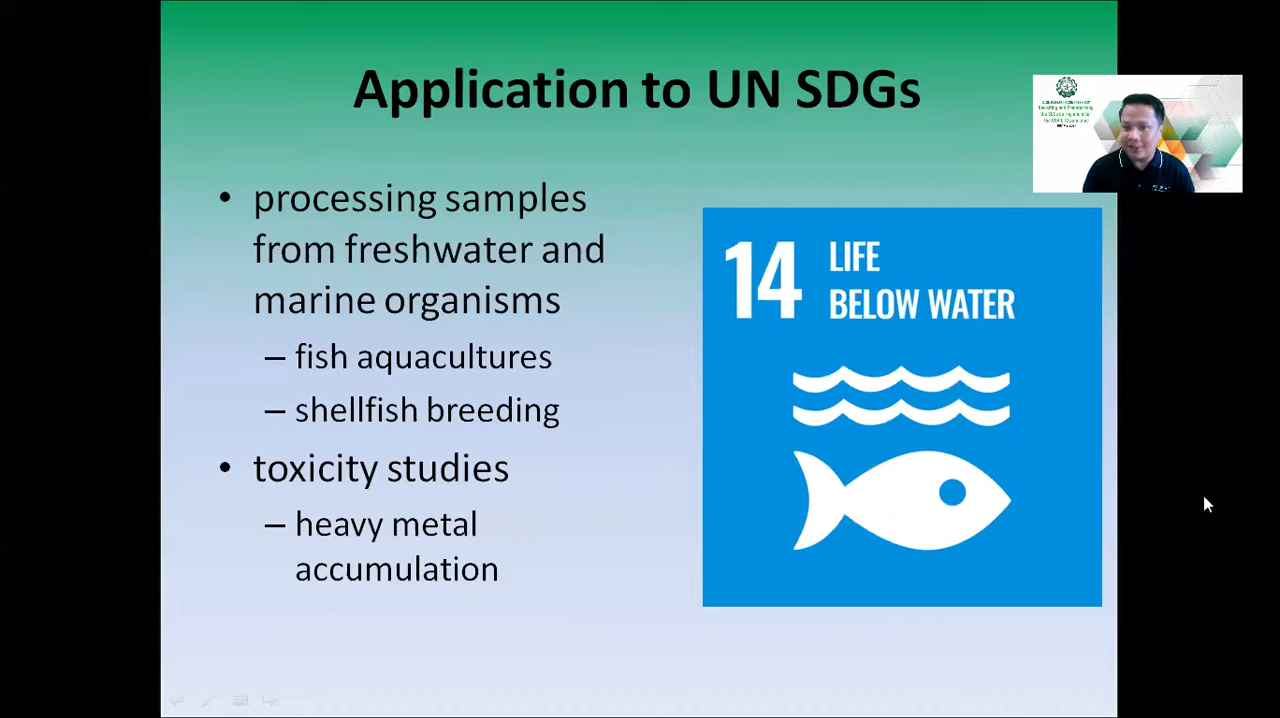 Application to UN SDGs
• processing samples
from freshwater and
marine organisms
– fish aquacultures
– shellfish breeding
• toxicity studies
– heavy metal
accumulation
14 LIFE
BELOW WATER